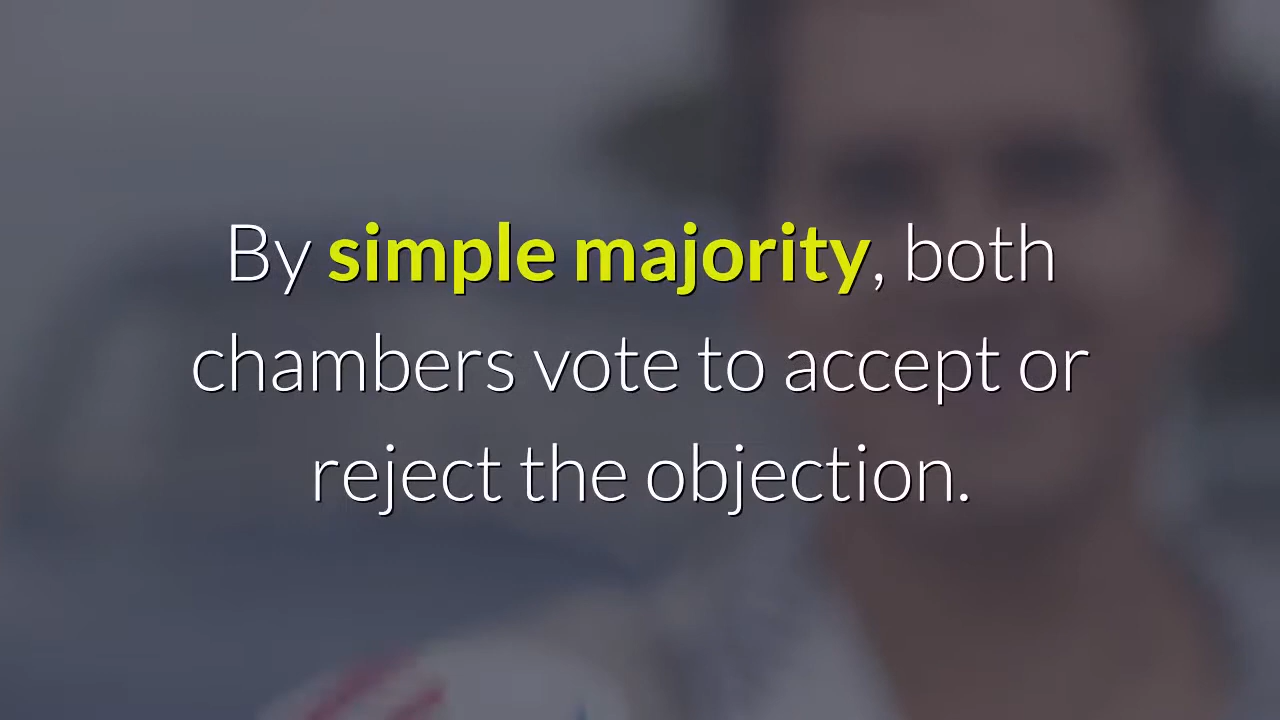 By simple majority, both
chambers vote to accept or
reject the objection.